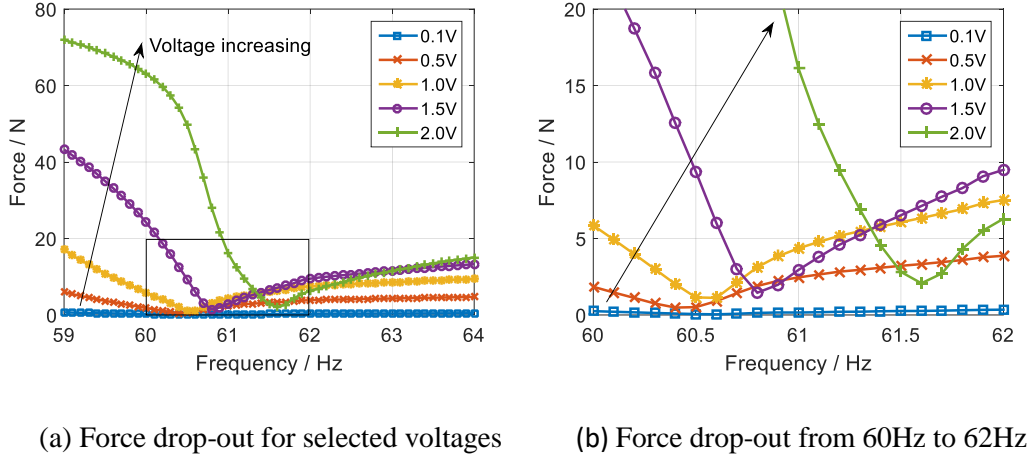 80
60
40
20
0
Force / N
Voltage increasing
0.1V
0.5V
1.0V
1.5V
2.0V
59 60 61 62 63 64
Frequency / Hz
20
15
10
5
0
Force / N
0.1V
0.5V
1.0V
1.5V
2.0V
60 60.5 61 61.5 62
Frequency / Hz
(a) Force drop-out for selected voltages
(b) Force drop-out from 60Hz to 62Hz